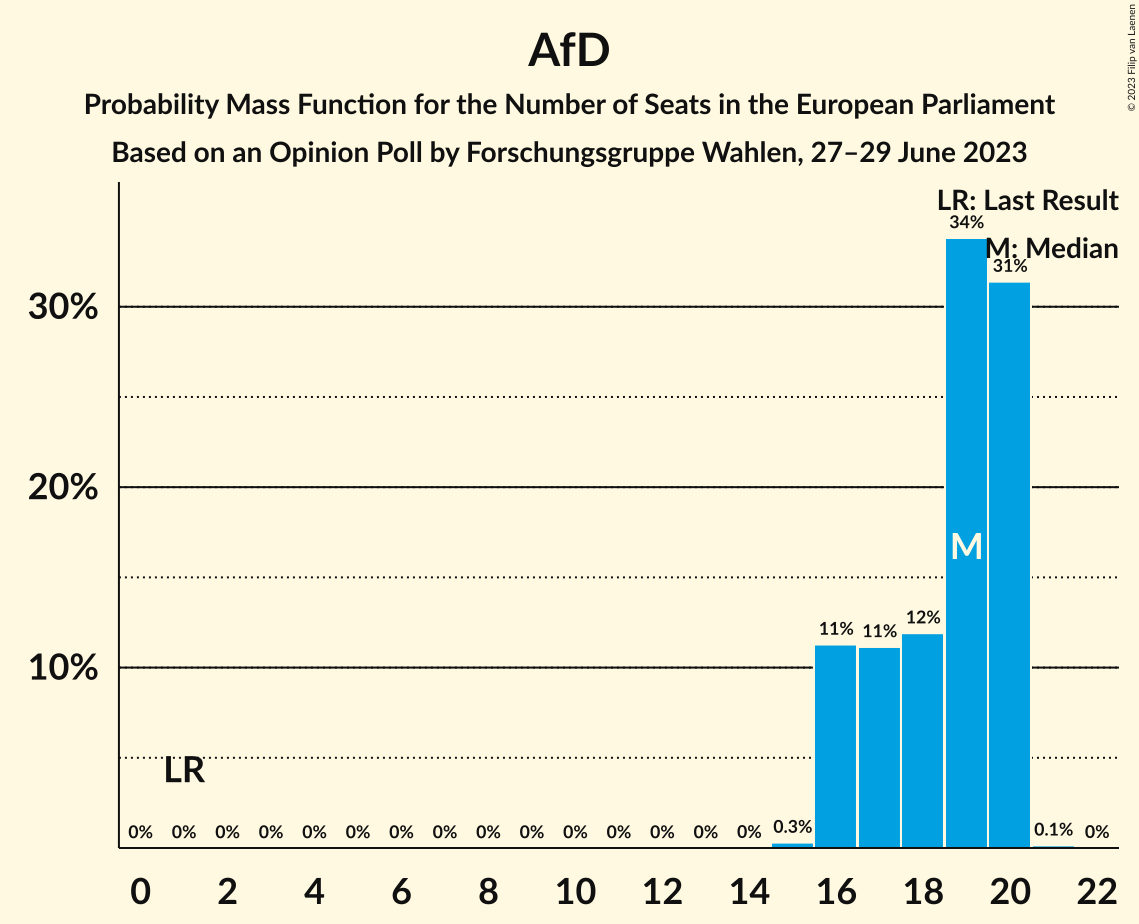 AfD
Probability Mass Function for the Number of Seats in the European Parliament
Based on an Opinion Poll by Forschungsgruppe Wahlen, 27–29 June 2023
© 2023 Filip van Laenen
LR: Last Result
M: Median
34%
31%
30%
20%
M
12%
11%
11%
10%
LR
0% 0% 0% 0% 0% 0% 0% 0% 0% 0% 0% 0% 0% 0% 0% 0.3% 0.1% 0%
0 2 4 6 8 10 12 14 16 18 20 22